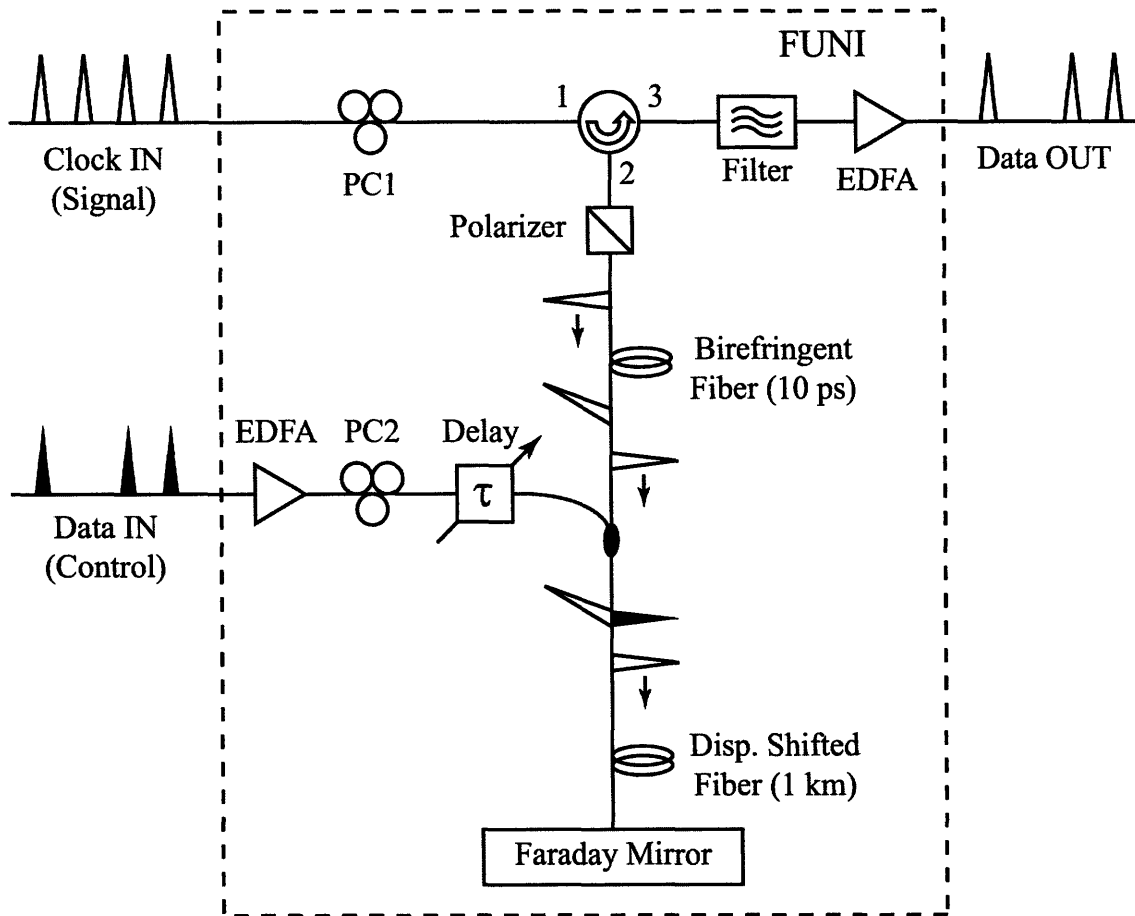 FUNI
Clock IN
(Signal)
PC1
1
3
2
Filter
EDFA
Data OUT
Polarizer
Birefringent
Fiber (10 ps)
EDFA
PC2
Delay
τ
Data IN
(Control)
Disp. Shifted
Fiber (1 km)
Faraday Mirror